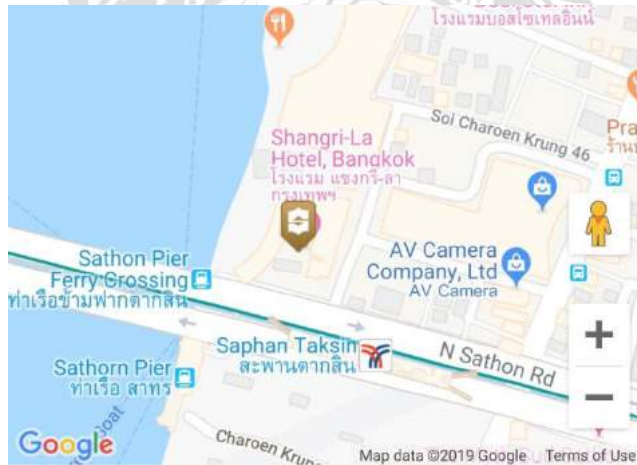 โรงแรมบอสโซเทลอินน์
Soi Charoen Krung 46
Pra
ร้าน
Shangri-La
Hotel, Bangkok
โรงแรม แชงกรี-ลา
กรุงเทพฯ
AV Camera
Company, Ltd
AV Camera
Sathon Pier
Ferry Crossing
ท่าเรือข้ามฟากตากสิน
Saphan Taksin
สะพานตากสิน
N Sathon Rd
Sathorn Pier
ท่าเรือ สาทร
Boat
Charoen Krun
+
−
Google
Map data ©2019 Google Terms of Use